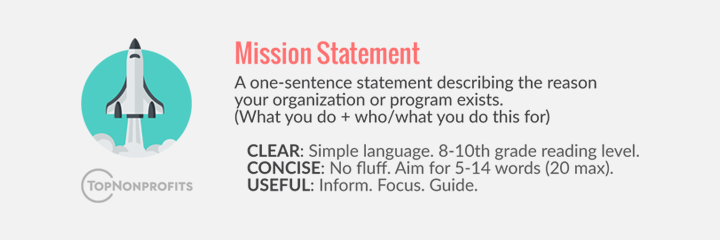 Mission Statement
A one-sentence statement describing the reason
your organization or program exists.
(What you do + who/what you do this for)
CLEAR: Simple language. 8-10th grade reading level.
CONCISE: No fluff. Aim for 5-14 words (20 max).
USEFUL: Inform. Focus. Guide.
TOPNONPROFITS